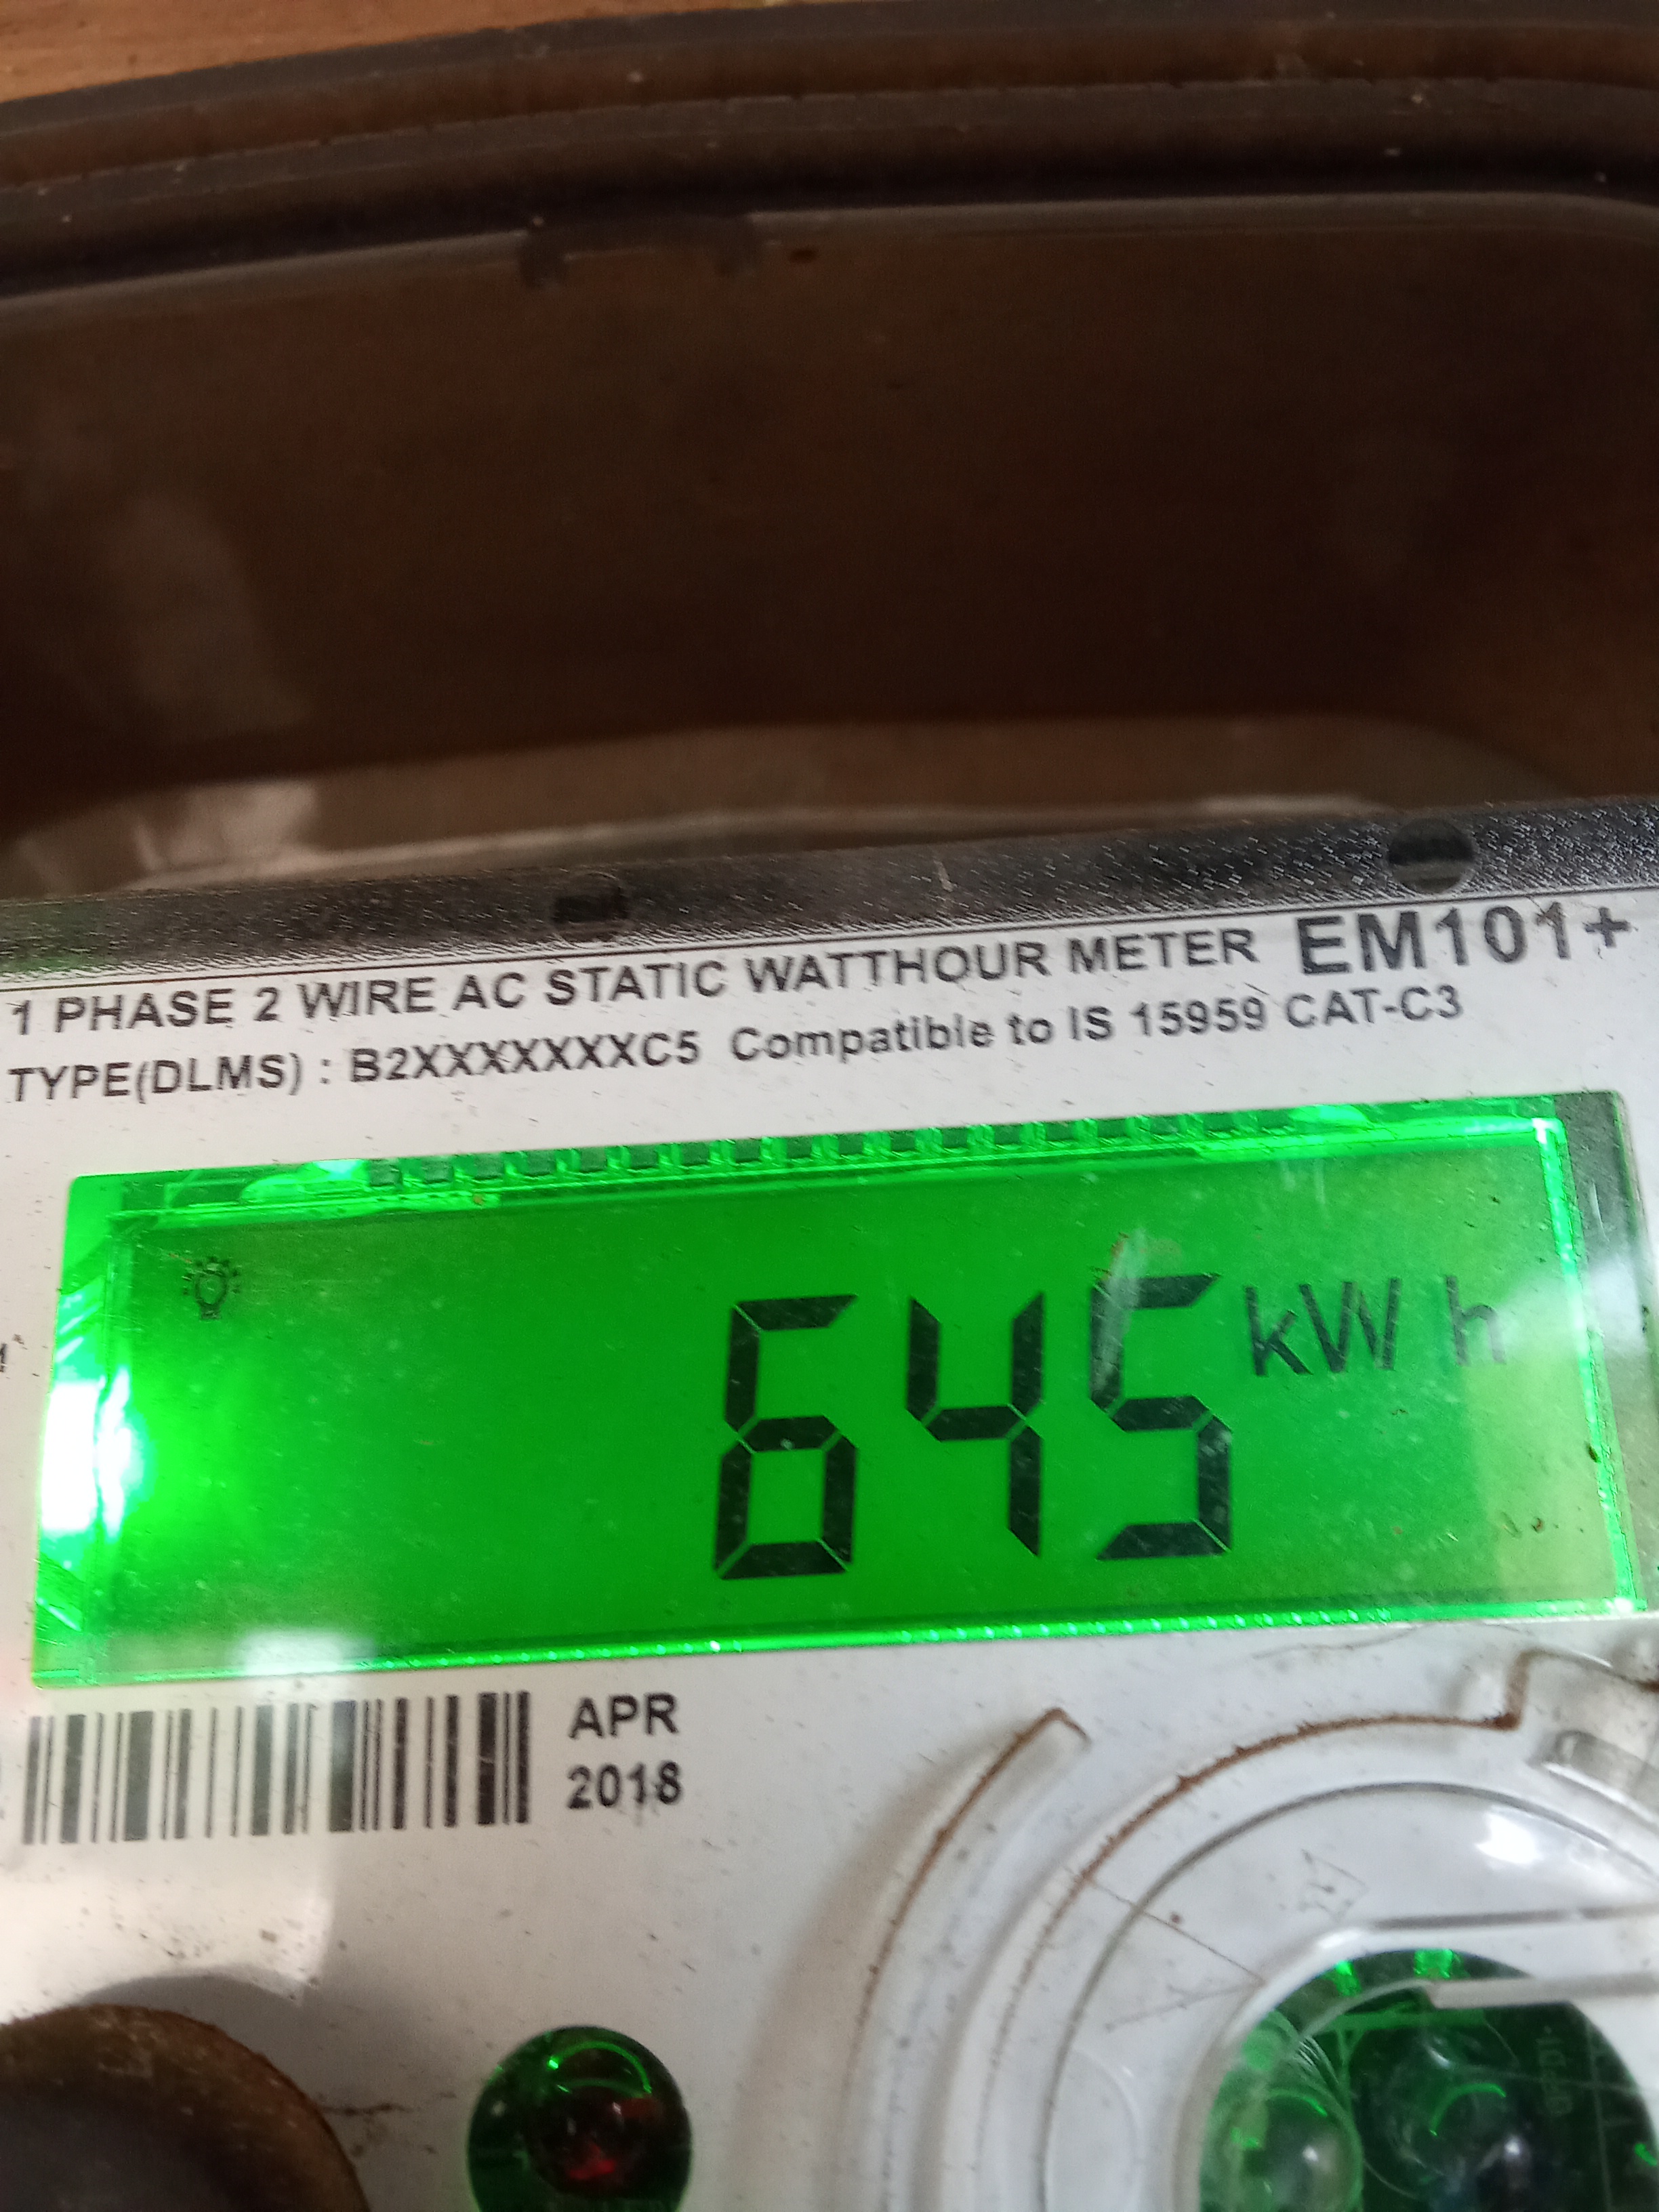 1 PHASE 2 WIRE AC STATIC WATTHOUR METER EM101+
TYPE(DLMS) : B2XXXXXXXC5 Compatible to IS 15959 CAT-C3
645 kW h
APR
2018